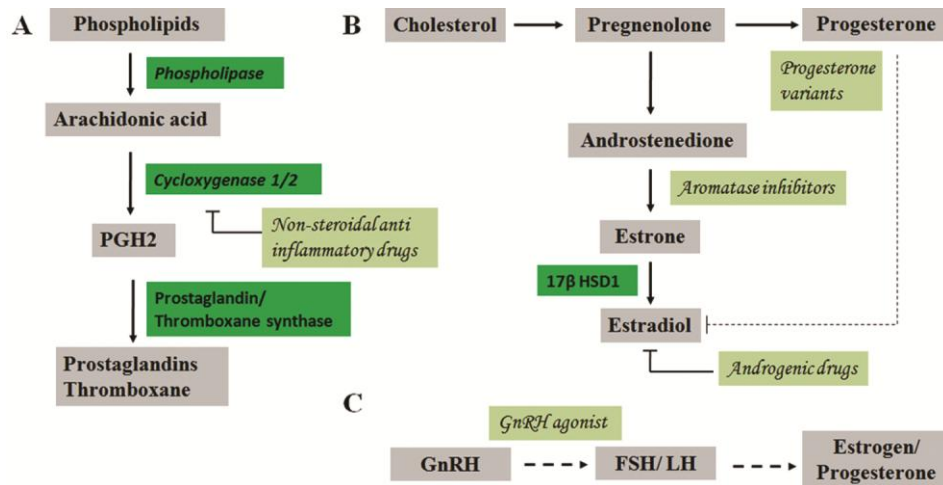 A
Phospholipids
Phospholipase
Arachidonic acid
Cycloxygenase 1/2
Non-steroidal anti
inflammatory drugs
PGH2
Prostaglandin/
Thromboxane synthase
Prostaglandins
Thromboxane
B
Cholesterol
Pregnenolone
Progesterone
Progesterone
variants
Androstenedione
Aromatase inhibitors
Estrone
17β HSD1
Estradiol
Androgenic drugs
C
GnRH agonist
GnRH
FSH/ LH
Estrogen/
Progesterone